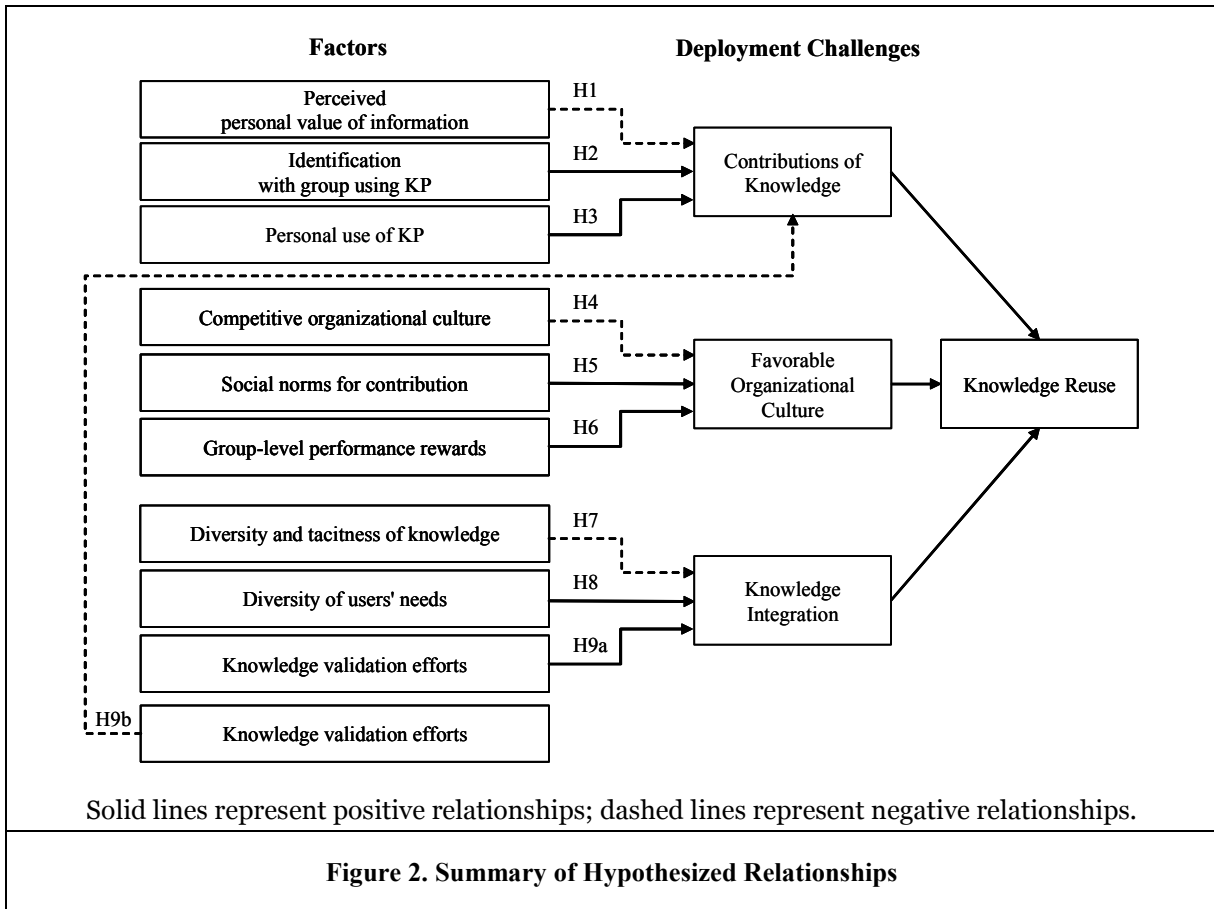 Factors
Deployment Challenges
Perceived
personal value of information
H1
Identification
with group using KP
H2
Personal use of KP
H3
Contributions of
Knowledge
Competitive organizational culture
H4
Social norms for contribution
H5
Group-level performance rewards
H6
Favorable
Organizational
Culture
Knowledge Reuse
Diversity and tacitness of knowledge
H7
Diversity of users' needs
H8
Knowledge validation efforts
H9a
Knowledge
Integration
H9b
Knowledge validation efforts
Solid lines represent positive relationships; dashed lines represent negative relationships.
Figure 2. Summary of Hypothesized Relationships